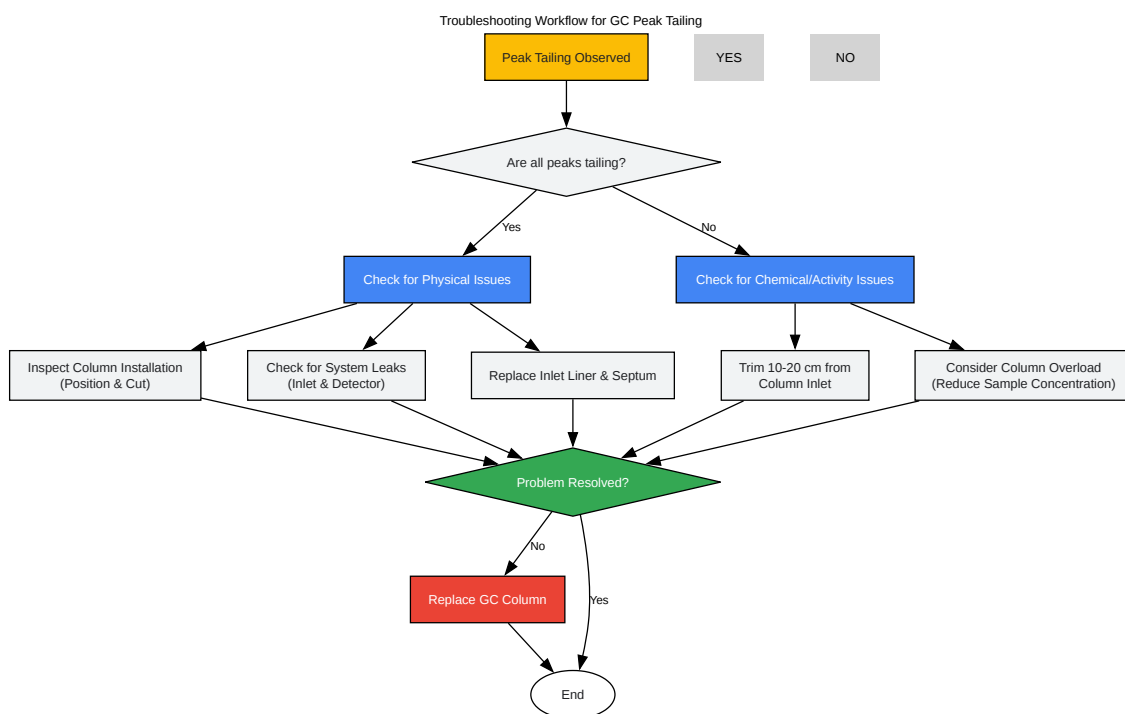 Troubleshooting Workflow for GC Peak Tailing
Peak Tailing Observed
YES
NO
Are all peaks tailing?
Yes
No
Check for Physical Issues
Check for Chemical/Activity Issues
Inspect Column Installation
(Position & Cut)
Check for System Leaks
(Inlet & Detector)
Replace Inlet Liner & Septum
Trim 10-20 cm from
Column Inlet
Consider Column Overload
(Reduce Sample Concentration)
Problem Resolved?
No
Yes
Replace GC Column
End